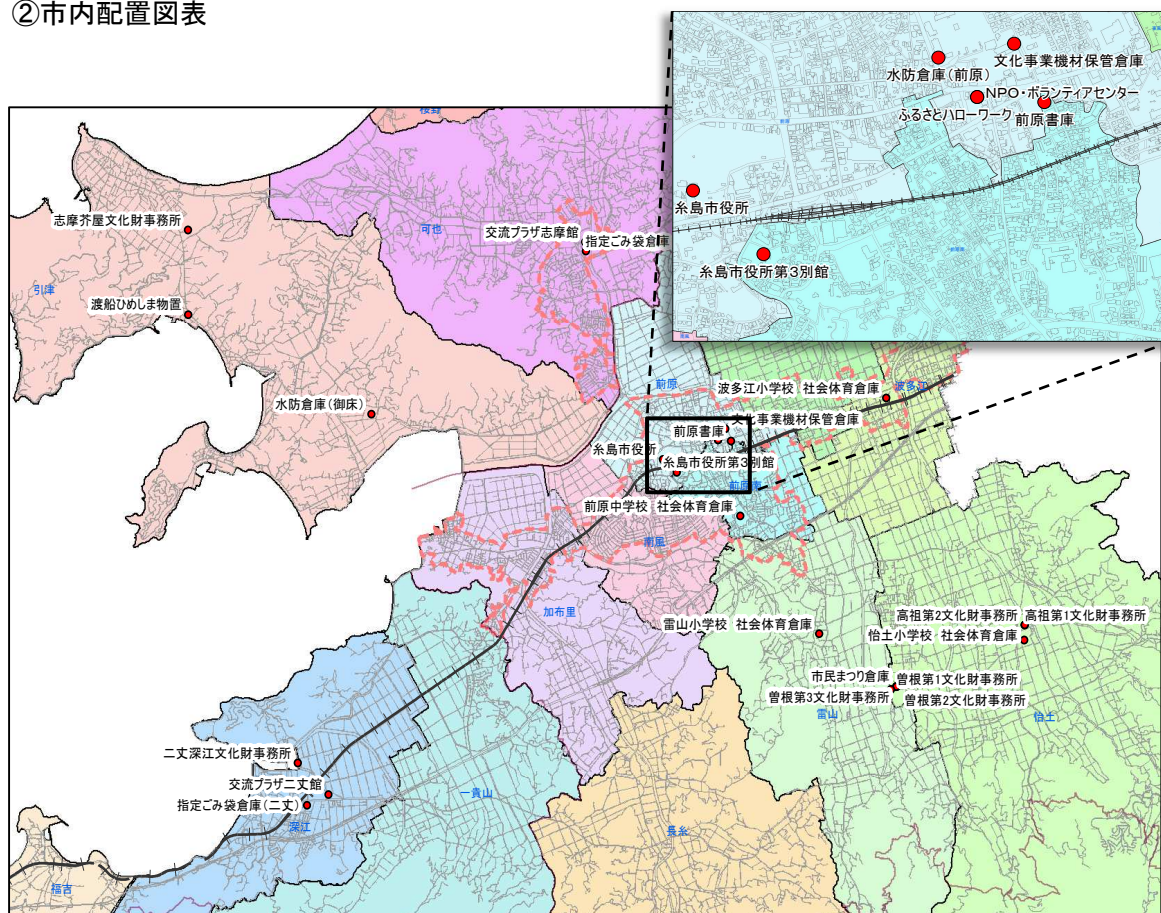 ②市内配置図表
文化事業機材保管倉庫
水防倉庫(前原)
NPO・ボランティアセンター
ふるさとハローワーク
前原書庫
前原
糸島市役所
糸島市役所第3別館
前原南
桜野
志摩芥屋文化財事務所
可也
交流プラザ志摩館
指定ごみ袋倉庫
引津
渡船ひめしま物置
前原
波多江小学校 社会体育倉庫
波多江
水防倉庫(御床)
文化事業機材保管倉庫
前原書庫
糸島市役所
糸島市役所第3別館
前原南
前原中学校 社会体育倉庫
南風
加布里
雷山小学校 社会体育倉庫
高祖第2文化財事務所
高祖第1文化財事務所
怡土小学校 社会体育倉庫
市民まつり倉庫
曽根第1文化財事務所
曽根第3文化財事務所
曽根第2文化財事務所
雷山
怡土
二丈深江文化財事務所
交流プラザ二丈館
指定ごみ袋倉庫(二丈)
一貴山
深江
長糸
福吉